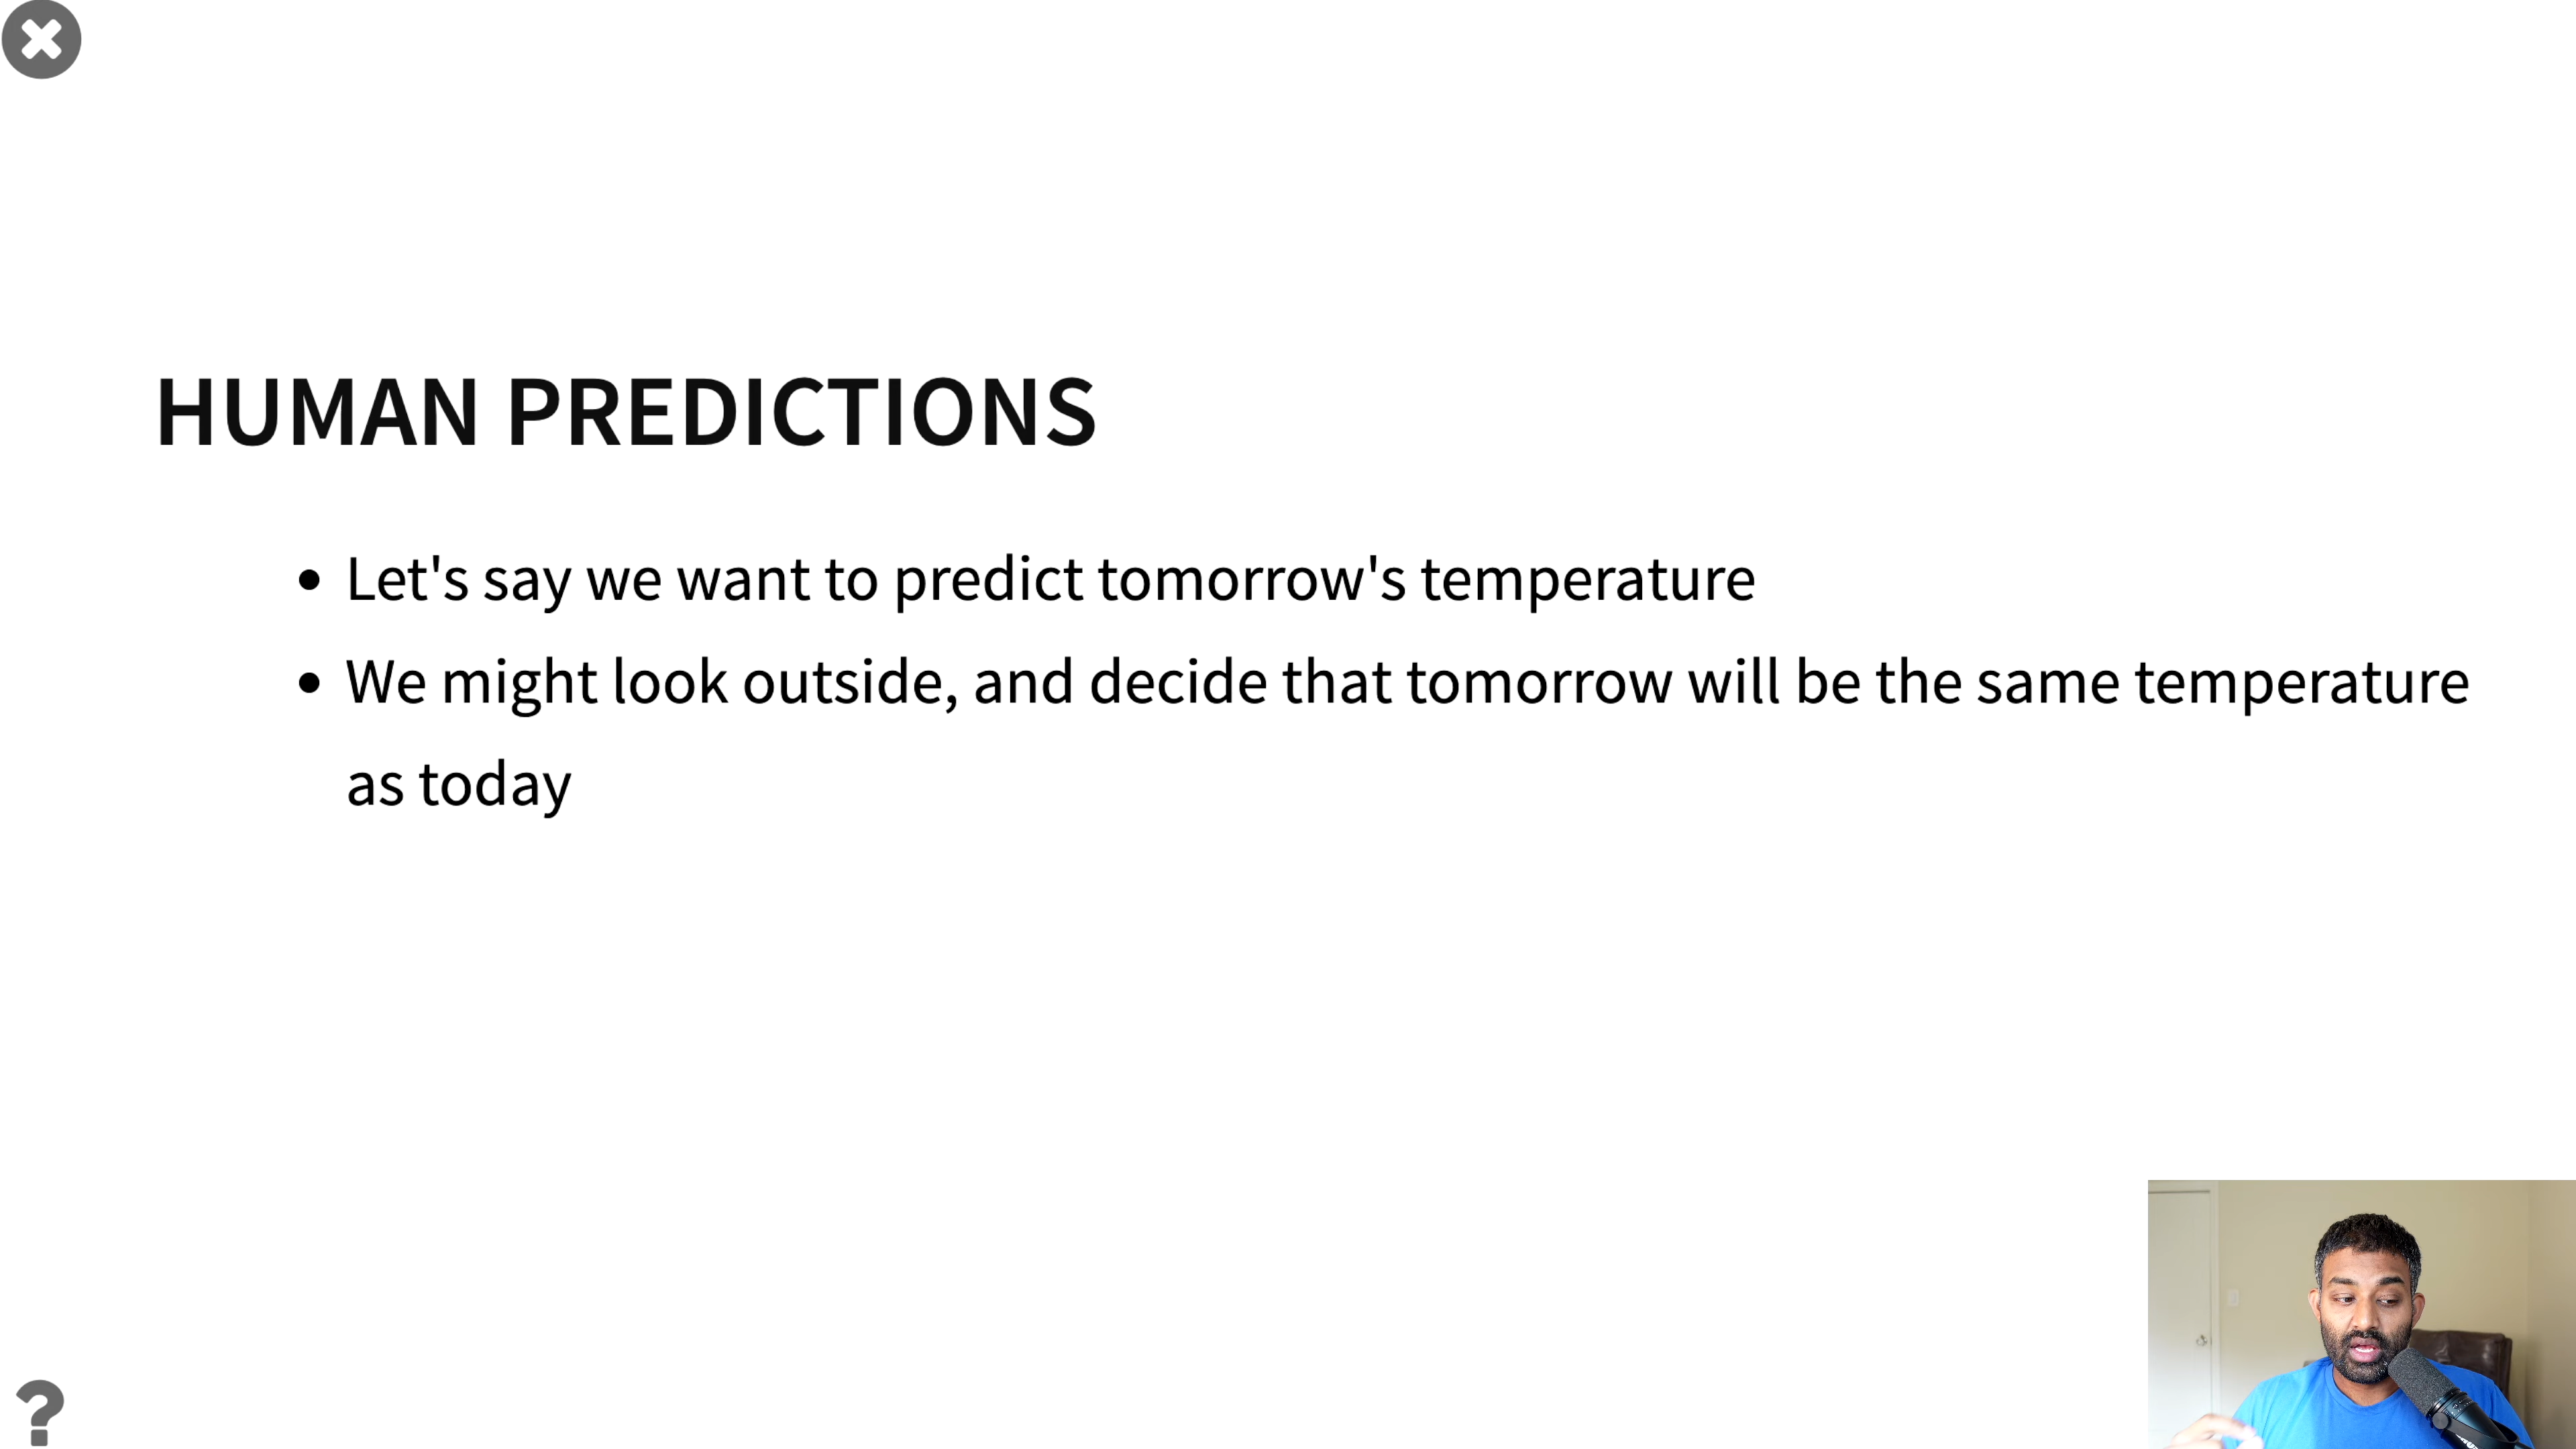 HUMAN PREDICTIONS
• Let's say we want to predict tomorrow's temperature
• We might look outside, and decide that tomorrow will be the same temperature
as today
?